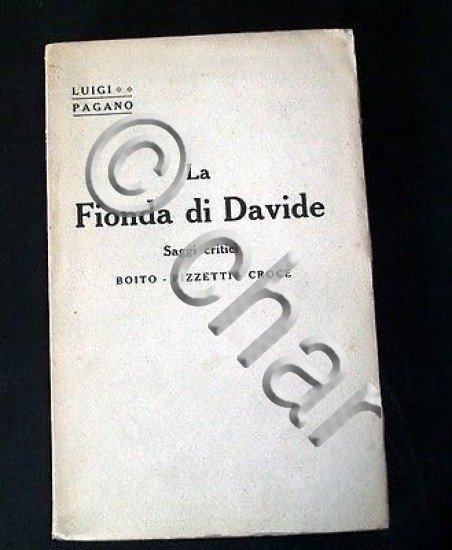 LUIGI
PAGANO
La
Fionda di Davide
Saggi critici
BOITO - PIZZETTI - CROCE
© char